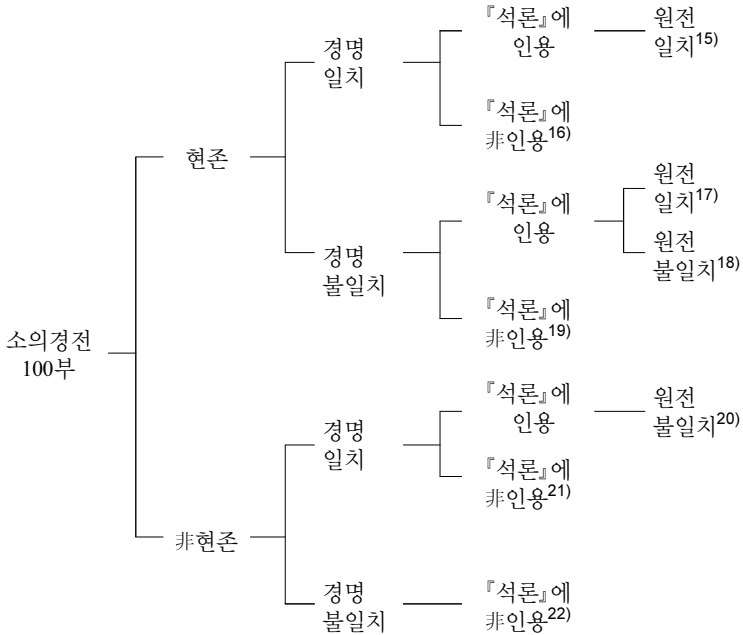 소의경전
100부
현존
경명
일치
『석론』에
인용
원전
일치15)
『석론』에
非인용16)
경명
불일치
『석론』에
인용
원전
일치17)
원전
불일치18)
『석론』에
非인용19)
非현존
경명
일치
『석론』에
인용
원전
불일치20)
『석론』에
非인용21)
경명
불일치
『석론』에
非인용22)